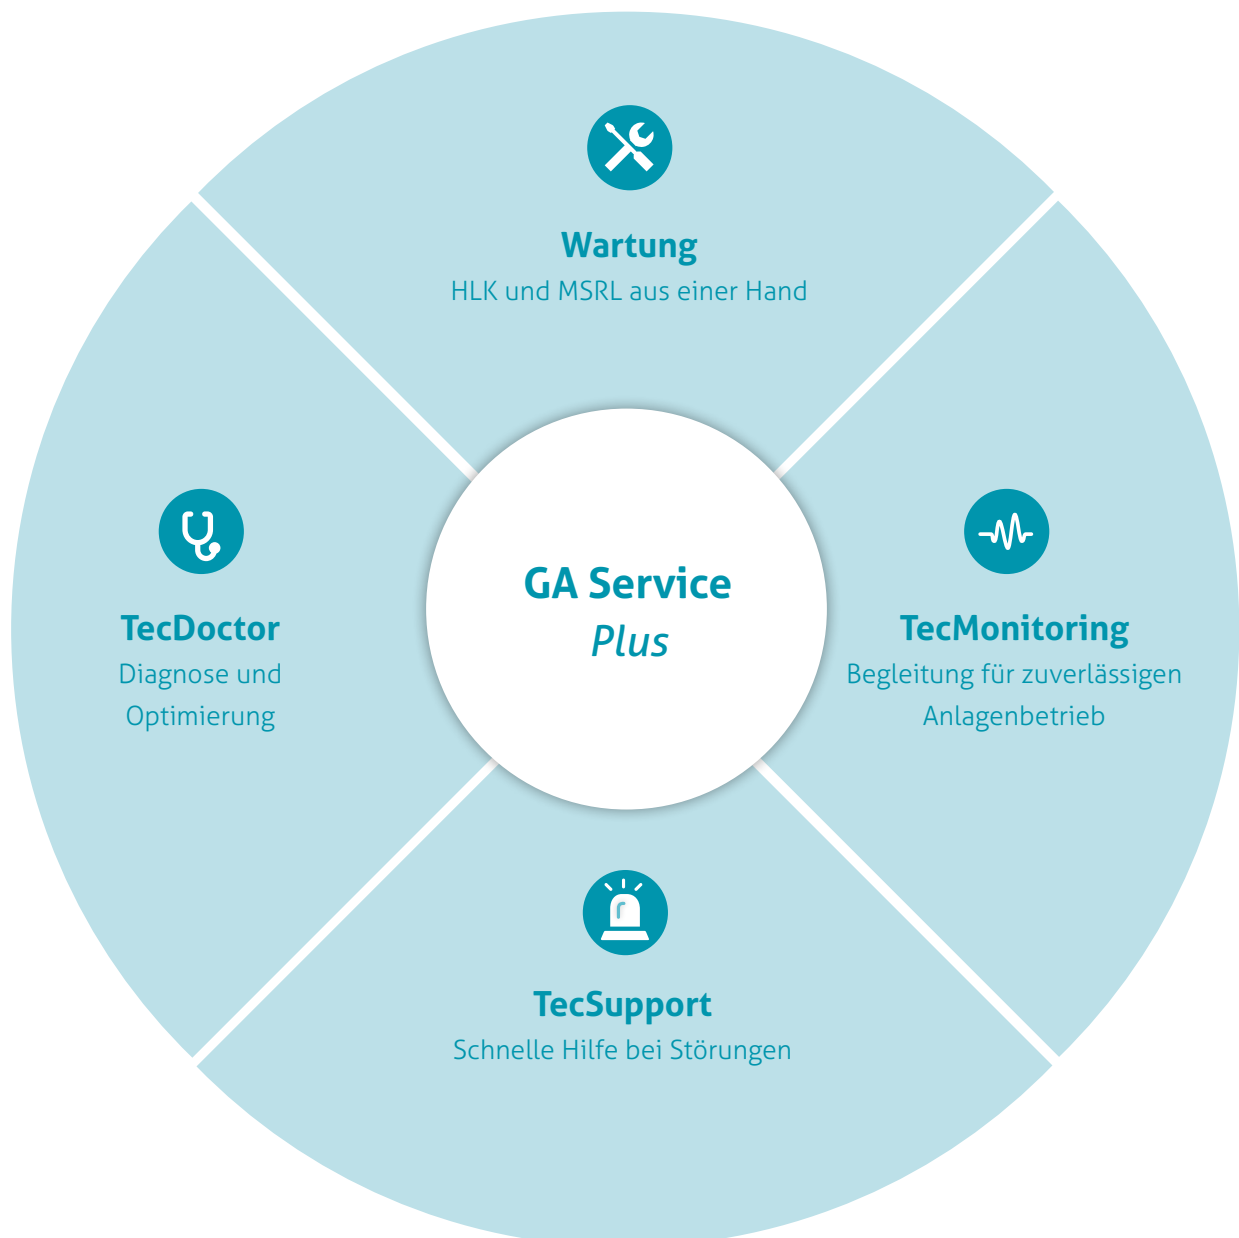 Wartung
HLK und MSRL aus einer Hand
TecDoctor
Diagnose und
Optimierung
GA Service
Plus
TecMonitoring
Begleitung für zuverlässigen
Anlagenbetrieb
TecSupport
Schnelle Hilfe bei Störungen